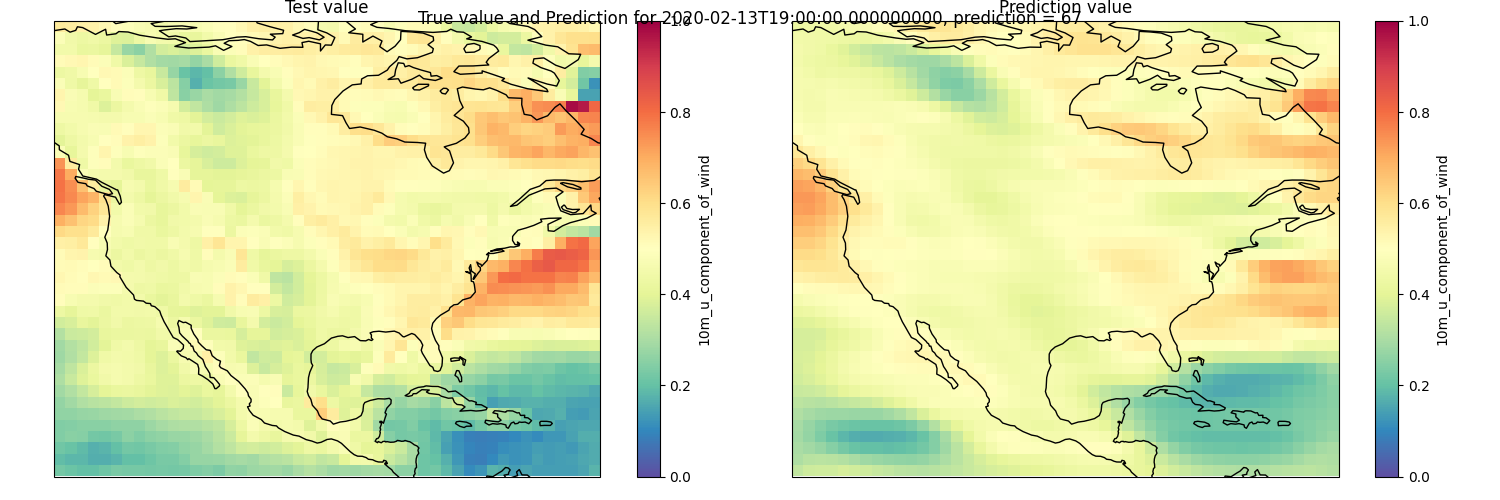 Test value
Prediction value
True value and Prediction for 2020-02-13T19:00:00.000000000, prediction = 67
1.0
0.8
0.6
0.4
0.2
0.0
10m_u_component_of_wind
1.0
0.8
0.6
0.4
0.2
0.0
10m_u_component_of_wind